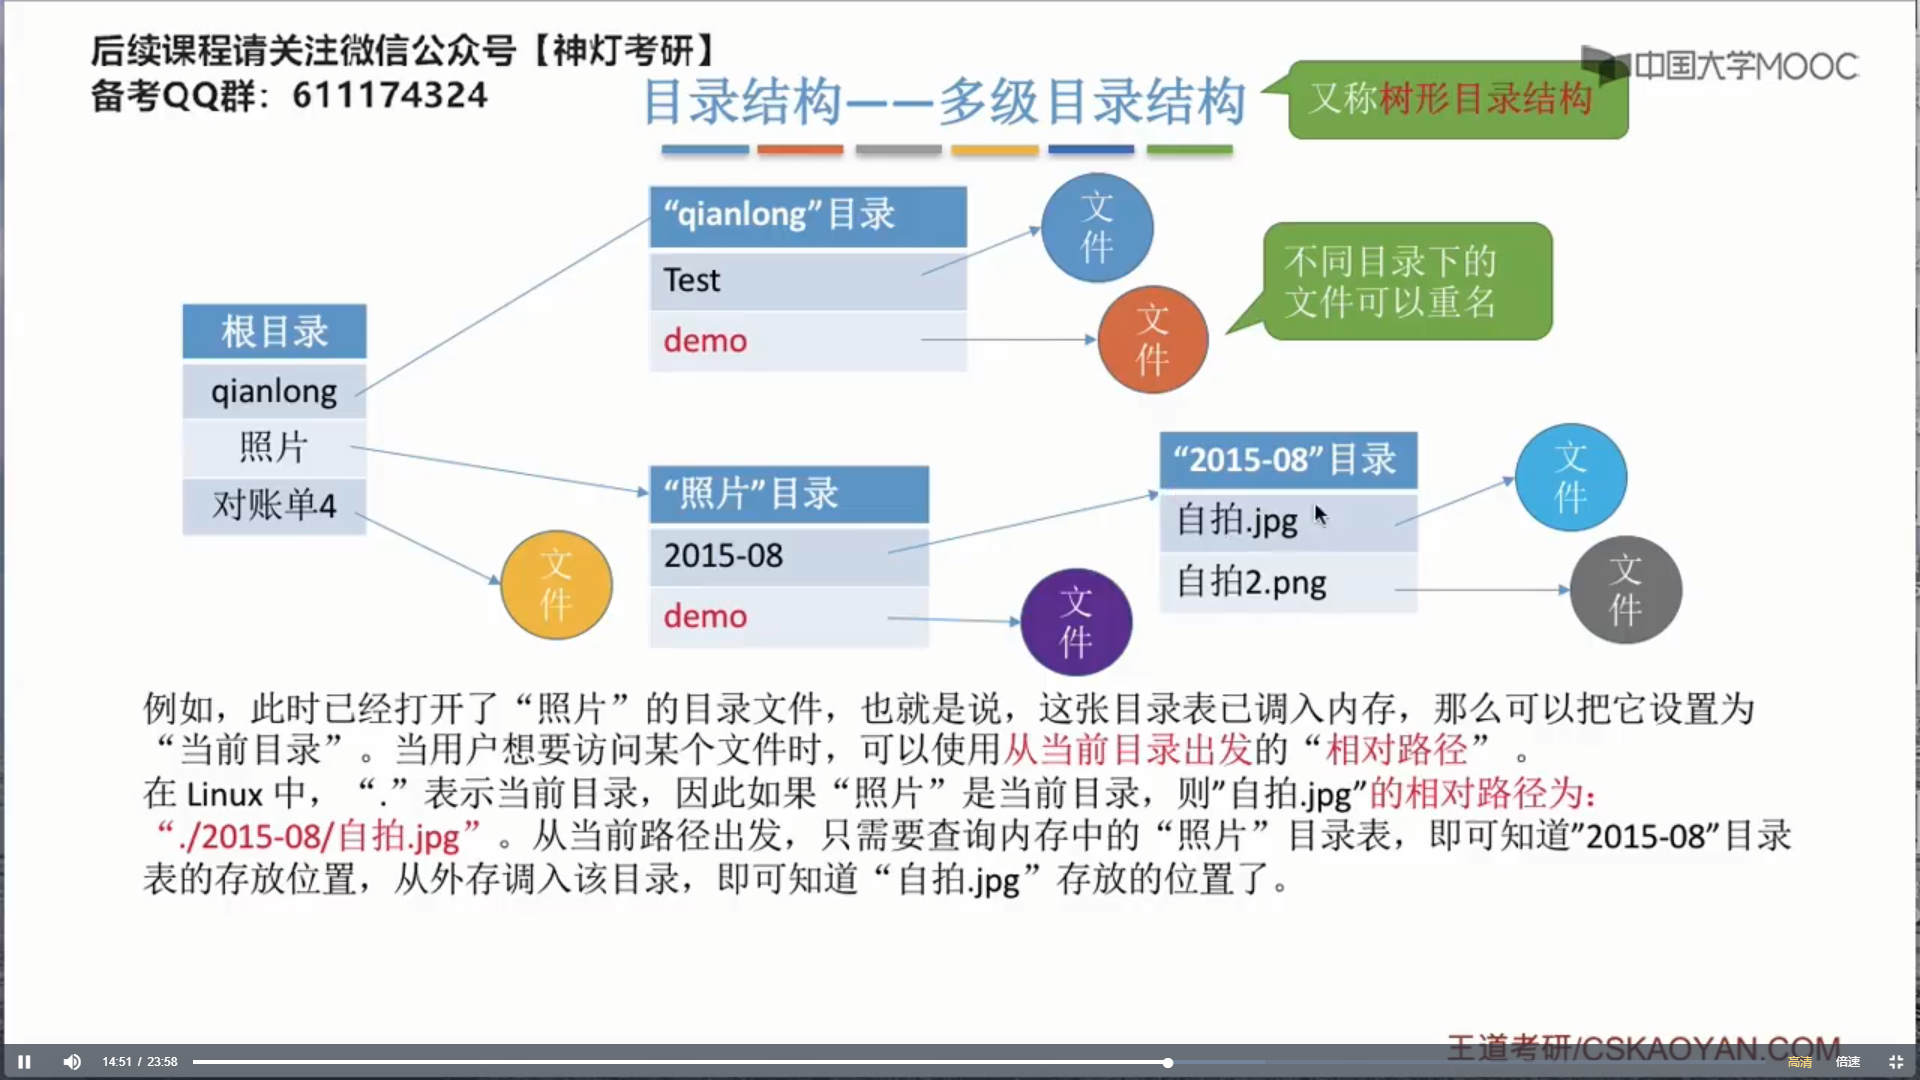 后续课程请关注微信公众号【神灯考研】
备考QQ群：611174324
中国大学MOOC
目录结构——多级目录结构
又称树形目录结构
“qianlong”目录
Test
demo
文
件
文
件
不同目录下的
文件可以重名
根目录
qianlong
照片
对账单4
文
件
“照片”目录
2015-08
demo
文
件
“2015-08”目录
自拍.jpg
自拍2.png
文
件
文
件
例如，此时已经打开了“照片”的目录文件，也就是说，这张目录表已调入内存，那么可以把它设置为
“当前目录”。当用户想要访问某个文件时，可以使用从当前目录出发的“相对路径”。
在 Linux 中，“.”表示当前目录，因此如果“照片”是当前目录，则”自拍.jpg”的相对路径为：
“./2015-08/自拍.jpg”。从当前路径出发，只需要查询内存中的“照片”目录表，即可知道”2015-08”目录
表的存放位置，从外存调入该目录，即可知道“自拍.jpg”存放的位置了。
王道考研/CSKAOYAN.COM
14:51 / 23:58
高清
倍速